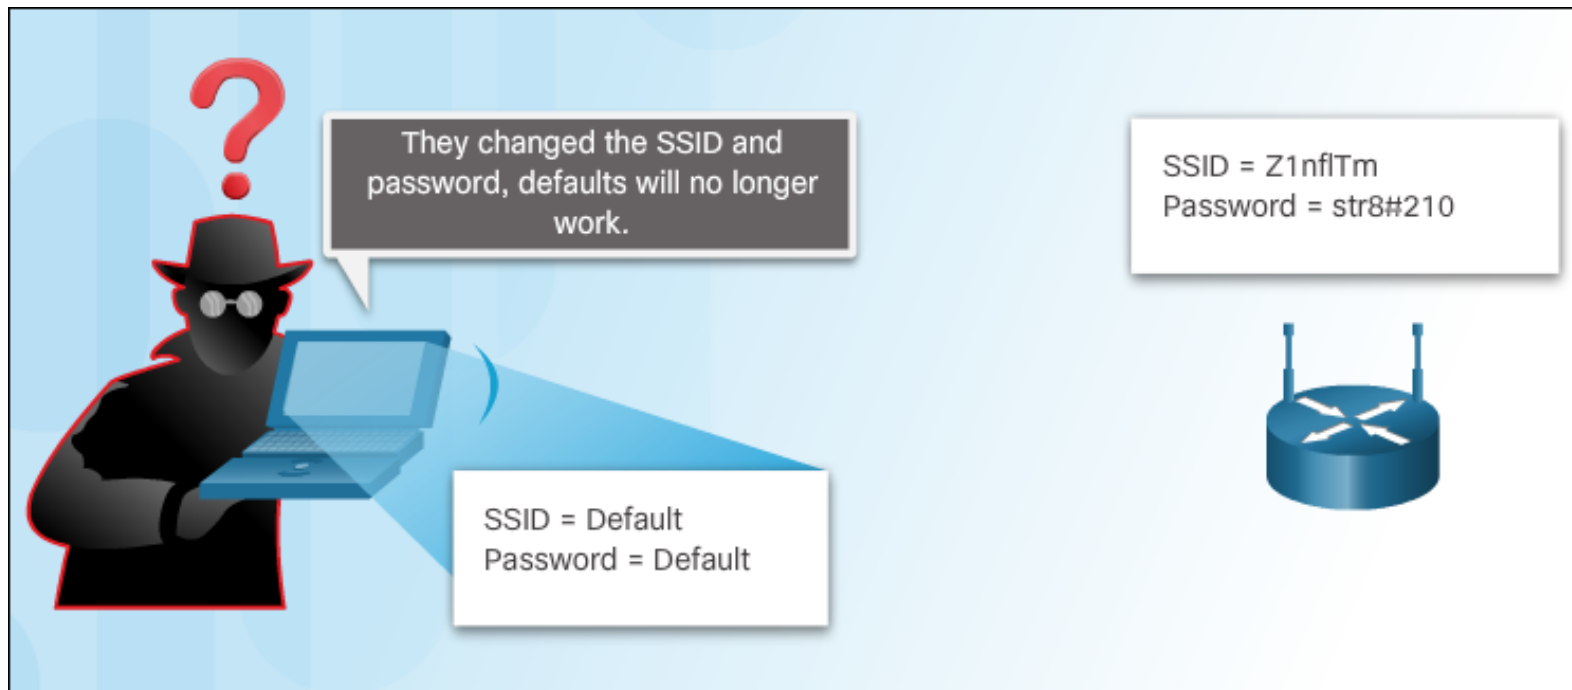 They changed the SSID and
password, defaults will no longer
work.
SSID = Z1nflTm
Password = str8#210
SSID = Default
Password = Default